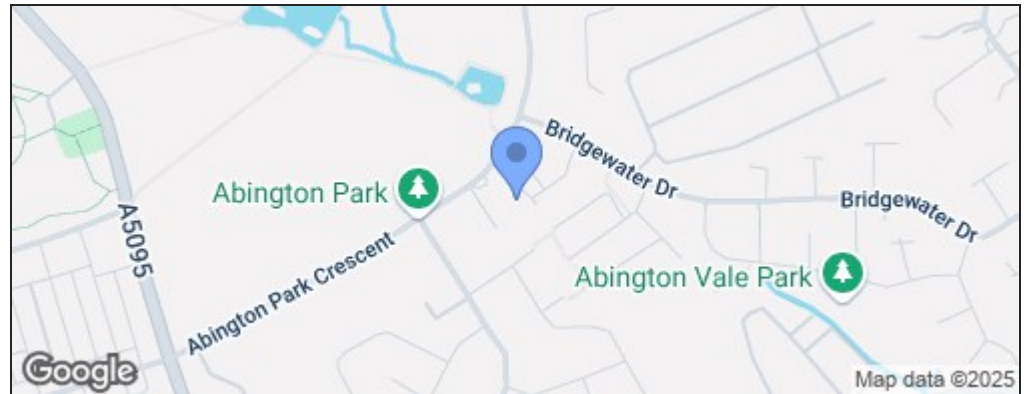 Bridgewater Dr
Abington Park
Bridgewater Dr
A5095
Abington Park Crescent
Abington Vale Park
Google
Map data ©2025